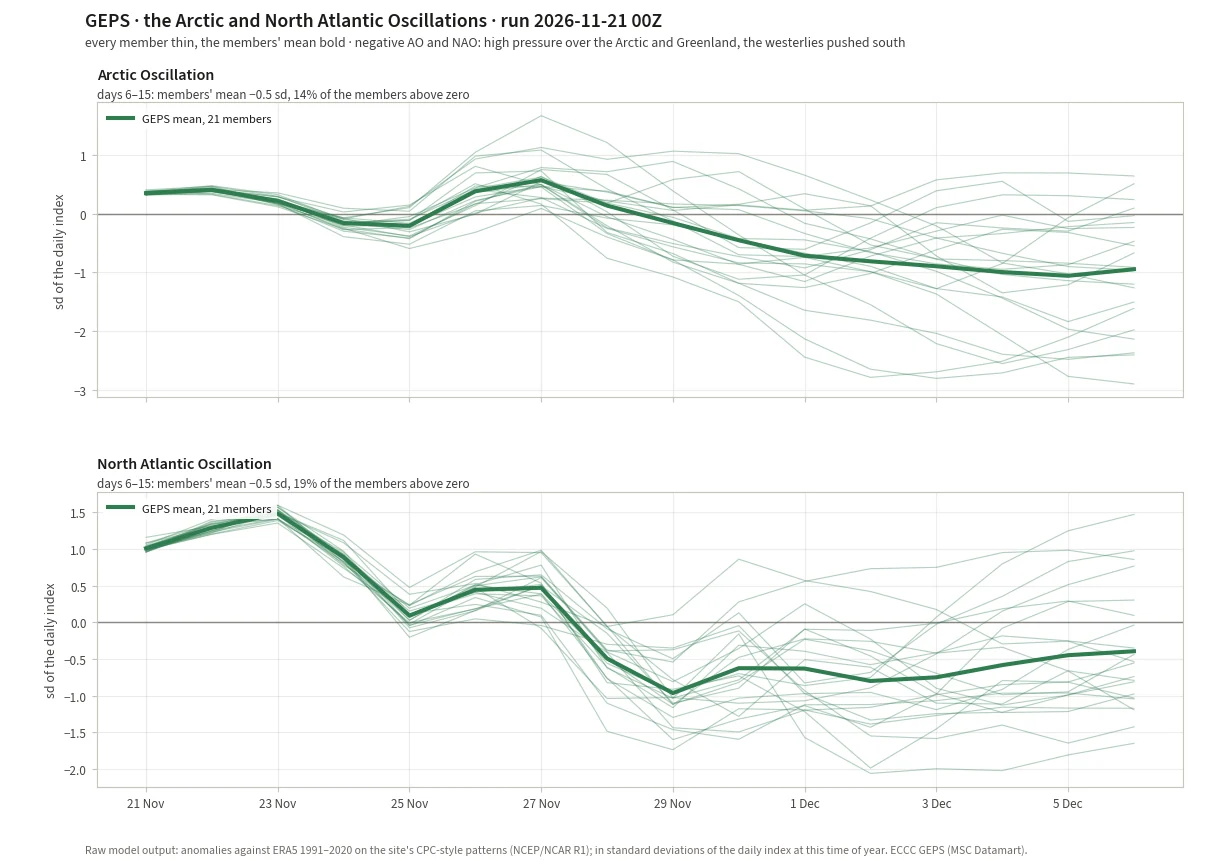 GEPS · the Arctic and North Atlantic Oscillations · run 2026-11-21 00Z
every member thin, the members' mean bold · negative AO and NAO: high pressure over the Arctic and Greenland, the westerlies pushed south
Arctic Oscillation
days 6–15: members' mean −0.5 sd, 14% of the members above zero
GEPS mean, 21 members
sd of the daily index
1
0
−1
−2
−3
North Atlantic Oscillation
days 6–15: members' mean −0.5 sd, 19% of the members above zero
GEPS mean, 21 members
sd of the daily index
1.5
1.0
0.5
0.0
−0.5
−1.0
−1.5
−2.0
21 Nov 23 Nov 25 Nov 27 Nov 29 Nov 1 Dec 3 Dec 5 Dec
Raw model output: anomalies against ERA5 1991–2020 on the site's CPC-style patterns (NCEP/NCAR R1); in standard deviations of the daily index at this time of year. ECCC GEPS (MSC Datamart).